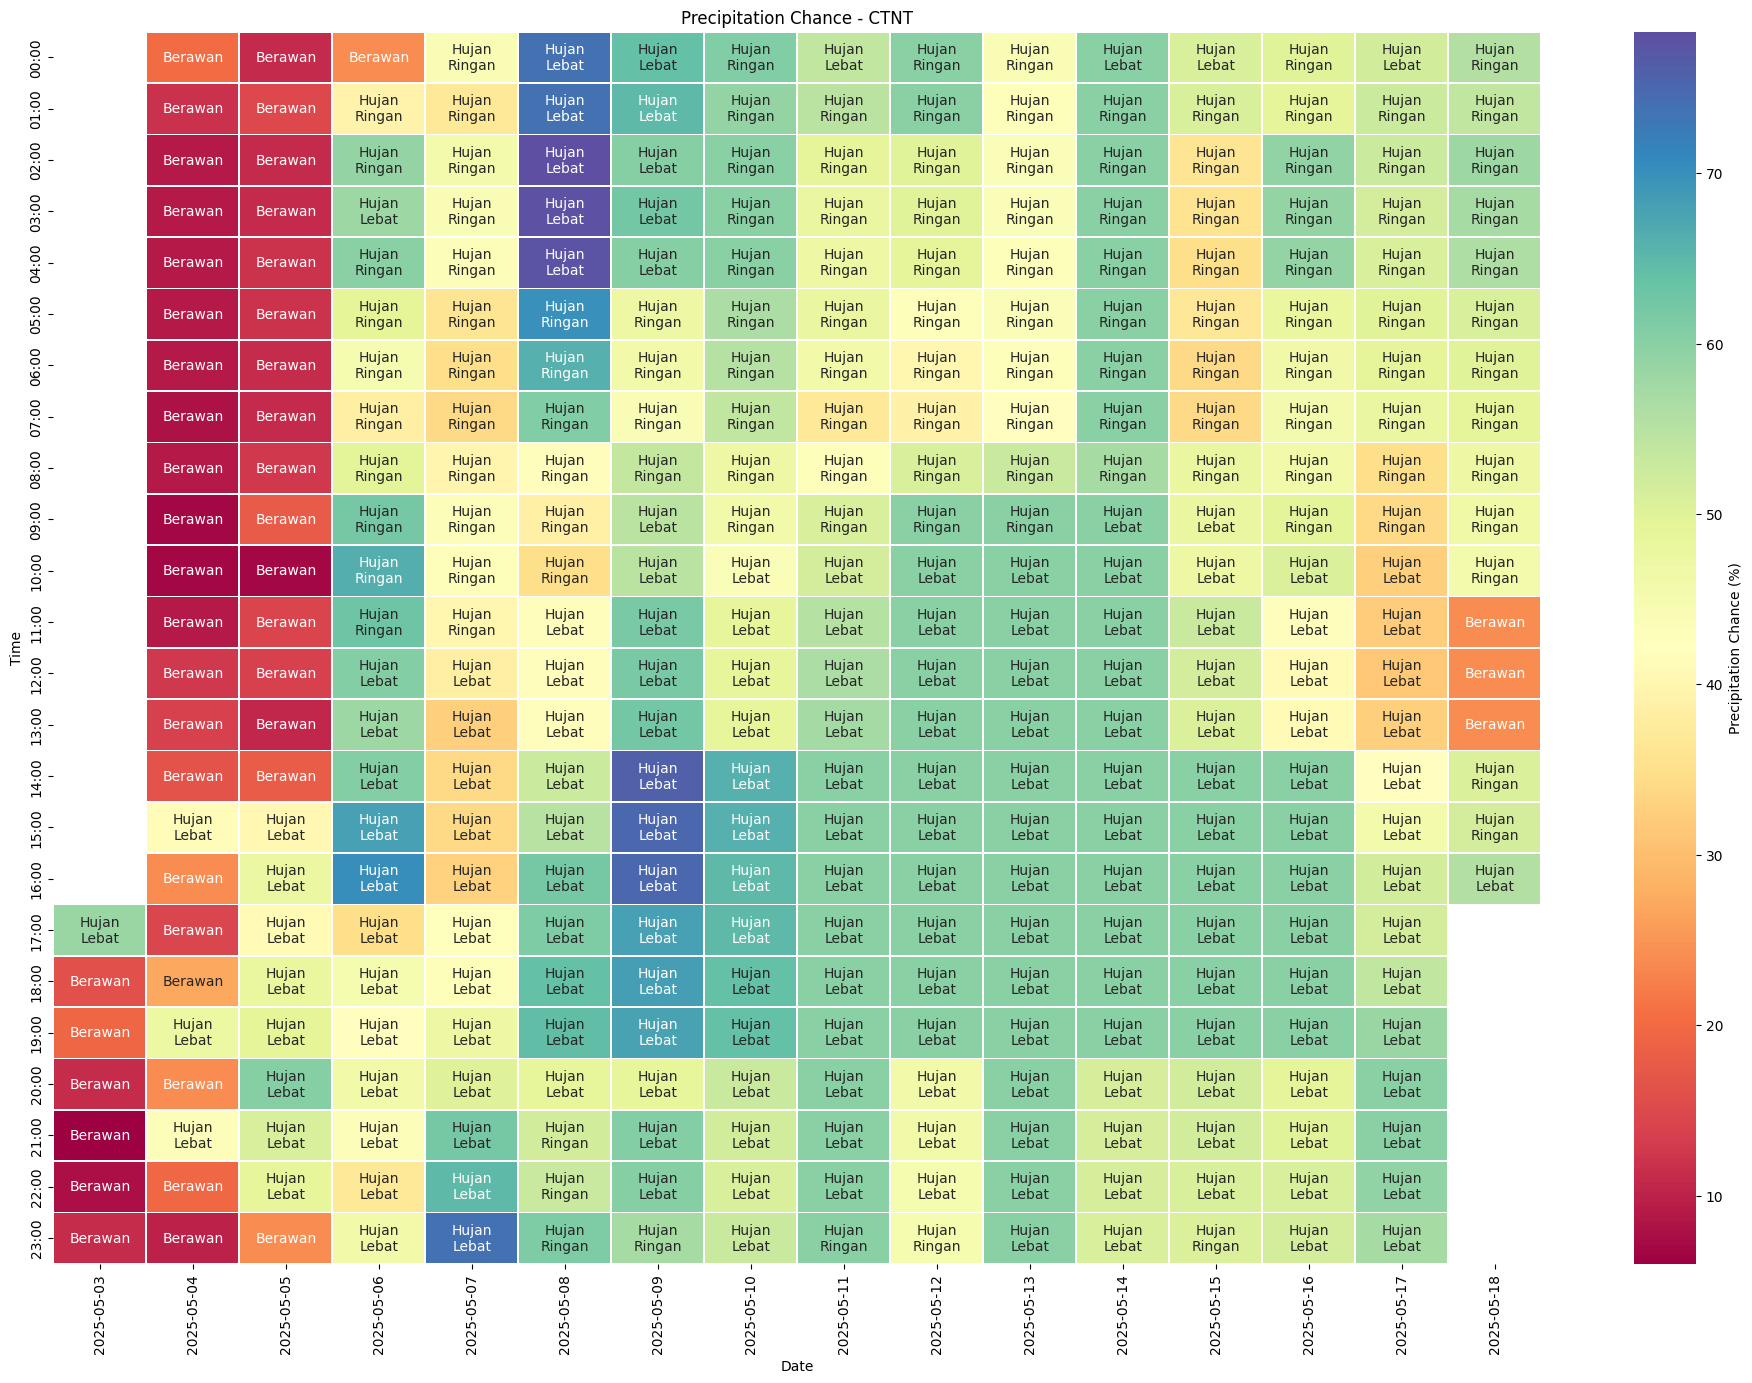 Precipitation Chance - CTNT
00:00 Berawan Berawan Berawan Hujan Ringan Hujan Lebat Hujan Lebat Hujan Ringan Hujan Lebat Hujan Ringan Hujan Ringan Hujan Lebat Hujan Lebat Hujan Ringan Hujan Lebat Hujan Ringan
01:00 Berawan Berawan Hujan Ringan Hujan Ringan Hujan Lebat Hujan Lebat Hujan Ringan Hujan Ringan Hujan Ringan Hujan Ringan Hujan Ringan Hujan Ringan Hujan Ringan Hujan Ringan Hujan Ringan
02:00 Berawan Berawan Hujan Ringan Hujan Ringan Hujan Lebat Hujan Lebat Hujan Ringan Hujan Ringan Hujan Ringan Hujan Ringan Hujan Ringan Hujan Ringan Hujan Ringan Hujan Ringan Hujan Ringan
03:00 Berawan Berawan Hujan Lebat Hujan Ringan Hujan Lebat Hujan Lebat Hujan Ringan Hujan Ringan Hujan Ringan Hujan Ringan Hujan Ringan Hujan Ringan Hujan Ringan Hujan Ringan Hujan Ringan
04:00 Berawan Berawan Hujan Ringan Hujan Ringan Hujan Lebat Hujan Lebat Hujan Ringan Hujan Ringan Hujan Ringan Hujan Ringan Hujan Ringan Hujan Ringan Hujan Ringan Hujan Ringan Hujan Ringan
05:00 Berawan Berawan Hujan Ringan Hujan Ringan Hujan Ringan Hujan Ringan Hujan Ringan Hujan Ringan Hujan Ringan Hujan Ringan Hujan Ringan Hujan Ringan Hujan Ringan Hujan Ringan Hujan Ringan
06:00 Berawan Berawan Hujan Ringan Hujan Ringan Hujan Ringan Hujan Ringan Hujan Ringan Hujan Ringan Hujan Ringan Hujan Ringan Hujan Ringan Hujan Ringan Hujan Ringan Hujan Ringan Hujan Ringan
07:00 Berawan Berawan Hujan Ringan Hujan Ringan Hujan Ringan Hujan Ringan Hujan Ringan Hujan Ringan Hujan Ringan Hujan Ringan Hujan Ringan Hujan Ringan Hujan Ringan Hujan Ringan Hujan Ringan
08:00 Berawan Berawan Hujan Ringan Hujan Ringan Hujan Ringan Hujan Ringan Hujan Ringan Hujan Ringan Hujan Ringan Hujan Ringan Hujan Ringan Hujan Ringan Hujan Ringan Hujan Ringan Hujan Ringan
09:00 Berawan Berawan Hujan Ringan Hujan Ringan Hujan Ringan Hujan Lebat Hujan Ringan Hujan Ringan Hujan Ringan Hujan Ringan Hujan Lebat Hujan Lebat Hujan Ringan Hujan Ringan Hujan Ringan
10:00 Berawan Berawan Hujan Ringan Hujan Ringan Hujan Ringan Hujan Lebat Hujan Lebat Hujan Lebat Hujan Lebat Hujan Lebat Hujan Lebat Hujan Lebat Hujan Lebat Hujan Lebat Hujan Ringan
11:00 Berawan Berawan Hujan Ringan Hujan Ringan Hujan Lebat Hujan Lebat Hujan Lebat Hujan Lebat Hujan Lebat Hujan Lebat Hujan Lebat Hujan Lebat Hujan Lebat Hujan Lebat Berawan
12:00 Berawan Berawan Hujan Lebat Hujan Lebat Hujan Lebat Hujan Lebat Hujan Lebat Hujan Lebat Hujan Lebat Hujan Lebat Hujan Lebat Hujan Lebat Hujan Lebat Hujan Lebat Berawan
13:00 Berawan Berawan Hujan Lebat Hujan Lebat Hujan Lebat Hujan Lebat Hujan Lebat Hujan Lebat Hujan Lebat Hujan Lebat Hujan Lebat Hujan Lebat Hujan Lebat Hujan Lebat Berawan
14:00 Berawan Berawan Hujan Lebat Hujan Lebat Hujan Lebat Hujan Lebat Hujan Lebat Hujan Lebat Hujan Lebat Hujan Lebat Hujan Lebat Hujan Lebat Hujan Lebat Hujan Lebat Hujan Ringan
15:00 Hujan Lebat Hujan Lebat Hujan Lebat Hujan Lebat Hujan Lebat Hujan Lebat Hujan Lebat Hujan Lebat Hujan Lebat Hujan Lebat Hujan Lebat Hujan Lebat Hujan Lebat Hujan Lebat Hujan Ringan
16:00 Berawan Hujan Lebat Hujan Lebat Hujan Lebat Hujan Lebat Hujan Lebat Hujan Lebat Hujan Lebat Hujan Lebat Hujan Lebat Hujan Lebat Hujan Lebat Hujan Lebat Hujan Lebat Hujan Lebat
17:00 Hujan Lebat Berawan Hujan Lebat Hujan Lebat Hujan Lebat Hujan Lebat Hujan Lebat Hujan Lebat Hujan Lebat Hujan Lebat Hujan Lebat Hujan Lebat Hujan Lebat Hujan Lebat Hujan Lebat
18:00 Berawan Berawan Hujan Lebat Hujan Lebat Hujan Lebat Hujan Lebat Hujan Lebat Hujan Lebat Hujan Lebat Hujan Lebat Hujan Lebat Hujan Lebat Hujan Lebat Hujan Lebat Hujan Lebat
19:00 Berawan Hujan Lebat Hujan Lebat Hujan Lebat Hujan Lebat Hujan Lebat Hujan Lebat Hujan Lebat Hujan Lebat Hujan Lebat Hujan Lebat Hujan Lebat Hujan Lebat Hujan Lebat Hujan Lebat
20:00 Berawan Berawan Hujan Lebat Hujan Lebat Hujan Lebat Hujan Lebat Hujan Lebat Hujan Lebat Hujan Lebat Hujan Lebat Hujan Lebat Hujan Lebat Hujan Lebat Hujan Lebat Hujan Lebat
21:00 Berawan Hujan Lebat Hujan Lebat Hujan Lebat Hujan Lebat Hujan Ringan Hujan Lebat Hujan Lebat Hujan Lebat Hujan Lebat Hujan Lebat Hujan Lebat Hujan Lebat Hujan Lebat Hujan Lebat
22:00 Berawan Berawan Hujan Lebat Hujan Lebat Hujan Lebat Hujan Ringan Hujan Lebat Hujan Lebat Hujan Lebat Hujan Lebat Hujan Lebat Hujan Lebat Hujan Lebat Hujan Lebat Hujan Lebat
23:00 Berawan Berawan Berawan Hujan Lebat Hujan Lebat Hujan Ringan Hujan Ringan Hujan Lebat Hujan Ringan Hujan Ringan Hujan Lebat Hujan Lebat Hujan Ringan Hujan Lebat Hujan Lebat
Time
2025-05-03 2025-05-04 2025-05-05 2025-05-06 2025-05-07 2025-05-08 2025-05-09 2025-05-10 2025-05-11 2025-05-12 2025-05-13 2025-05-14 2025-05-15 2025-05-16 2025-05-17 2025-05-18
Date
70
60
50
40
30
20
10
Precipitation Chance (%)